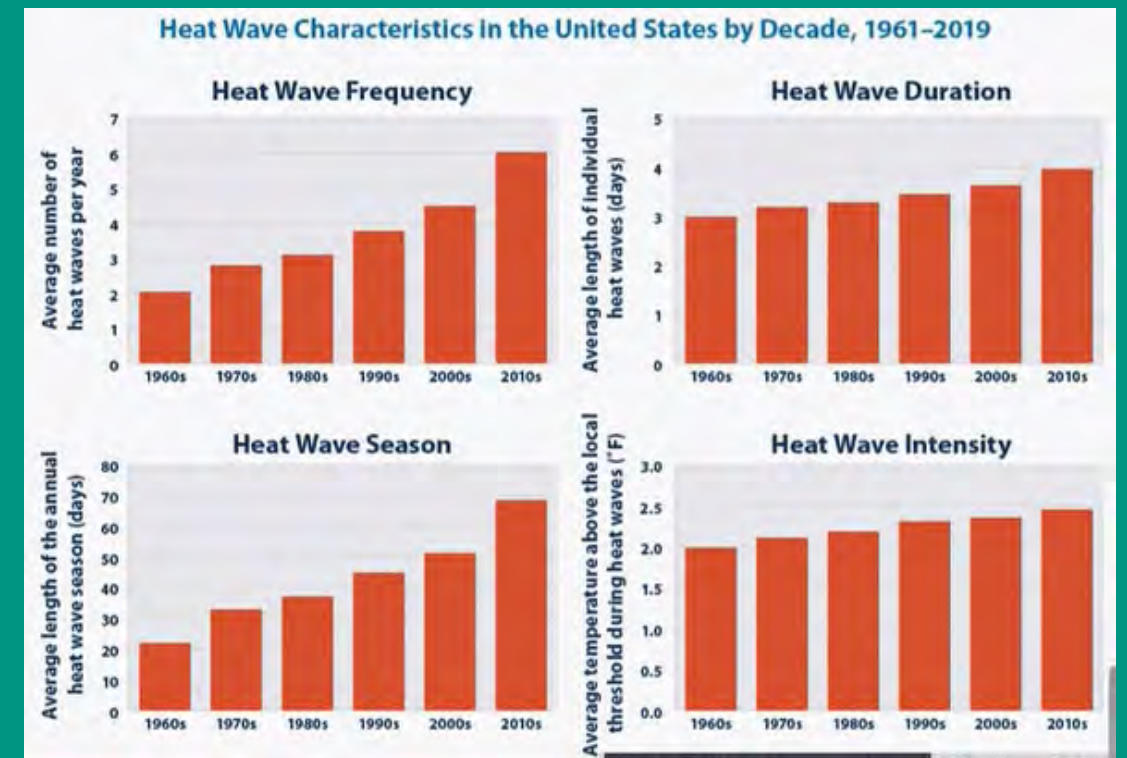 Heat Wave Characteristics in the United States by Decade, 1961–2019
Heat Wave Frequency
Average number of
heat waves per year
7
6
5
4
3
2
1
0
1960s 1970s 1980s 1990s 2000s 2010s
Heat Wave Duration
Average length of individual
heat waves (days)
5
4
3
2
1
0
1960s 1970s 1980s 1990s 2000s 2010s
Heat Wave Season
Average length of the annual
heat wave season (days)
80
70
60
50
40
30
20
10
0
1960s 1970s 1980s 1990s 2000s 2010s
Heat Wave Intensity
Average temperature above the local
threshold during heat waves (°F)
3.0
2.5
2.0
1.5
1.0
0.5
0.0
1960s 1970s 1980s 1990s 2000s 2010s